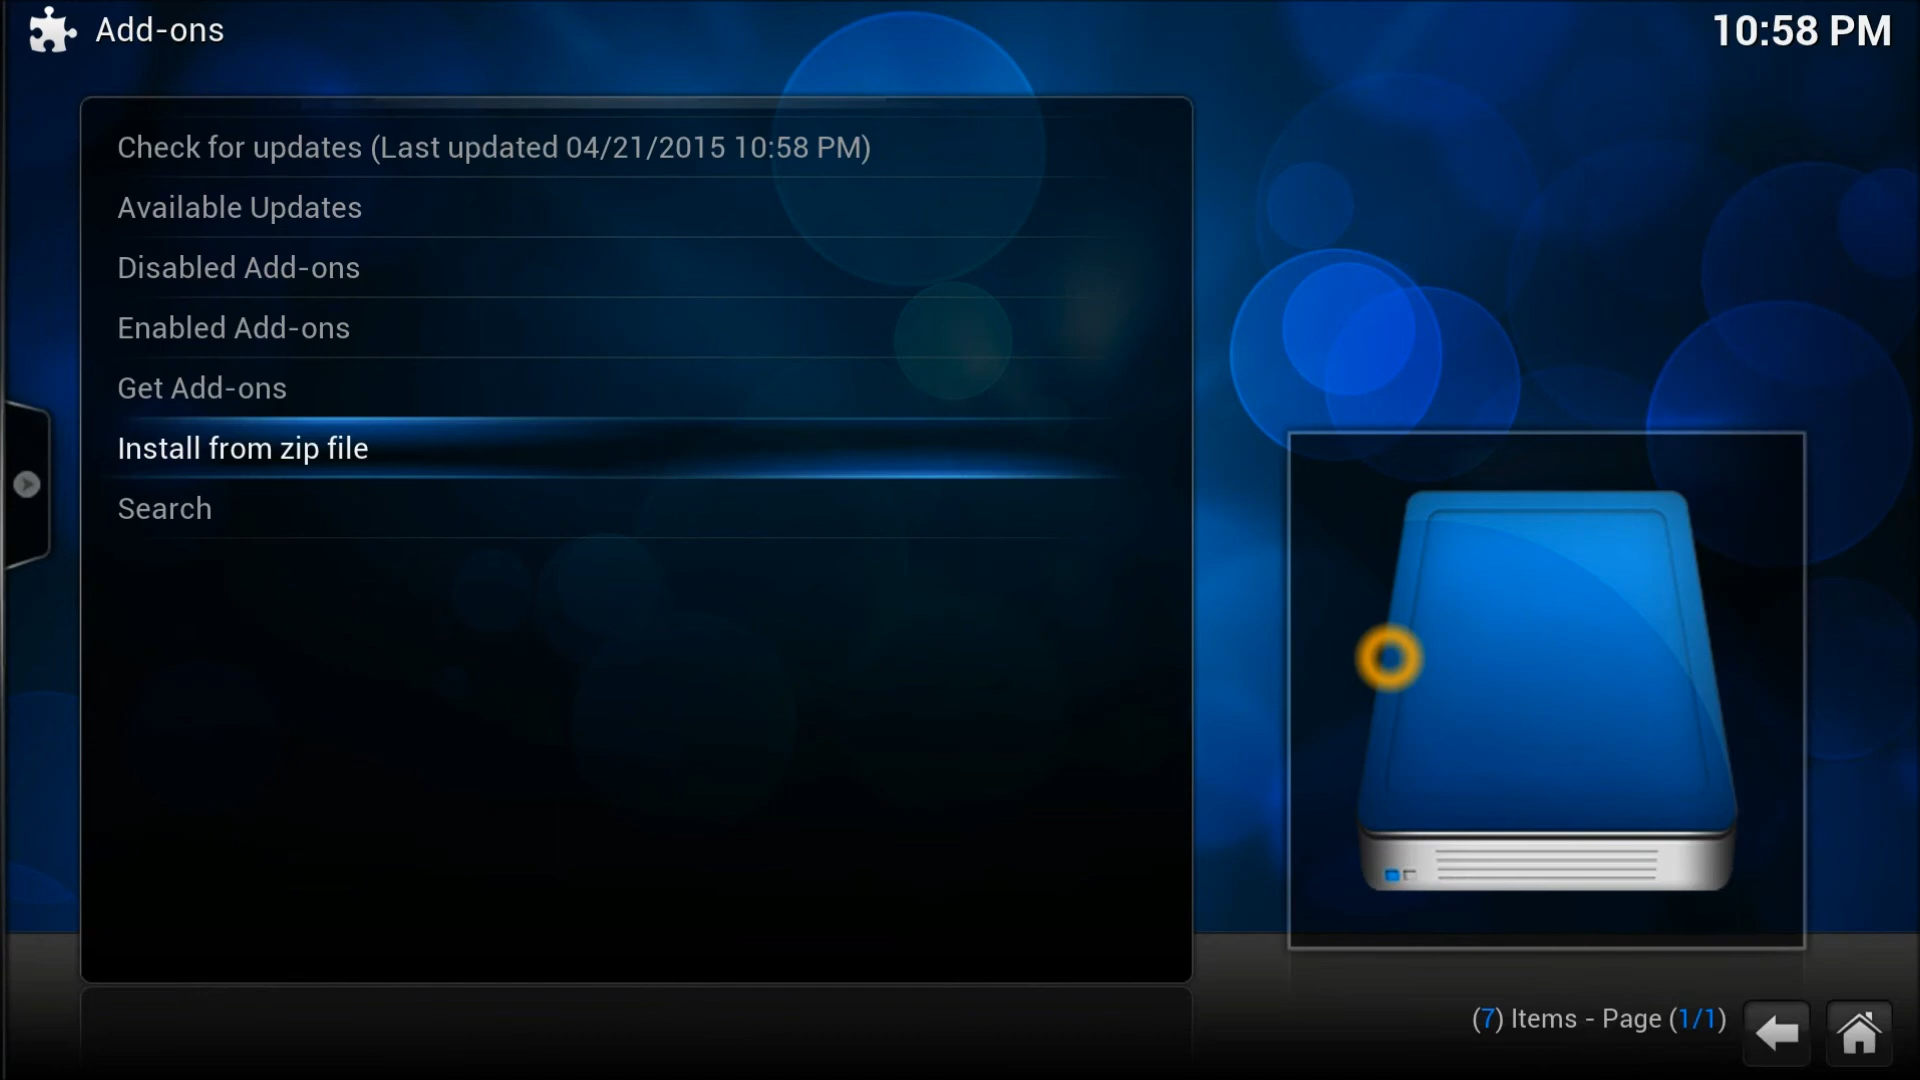 Add-ons
10:58 PM
Check for updates (Last updated 04/21/2015 10:58 PM)
Available Updates
Disabled Add-ons
Enabled Add-ons
Get Add-ons
Install from zip file
Search
(7) Items - Page (1/1)